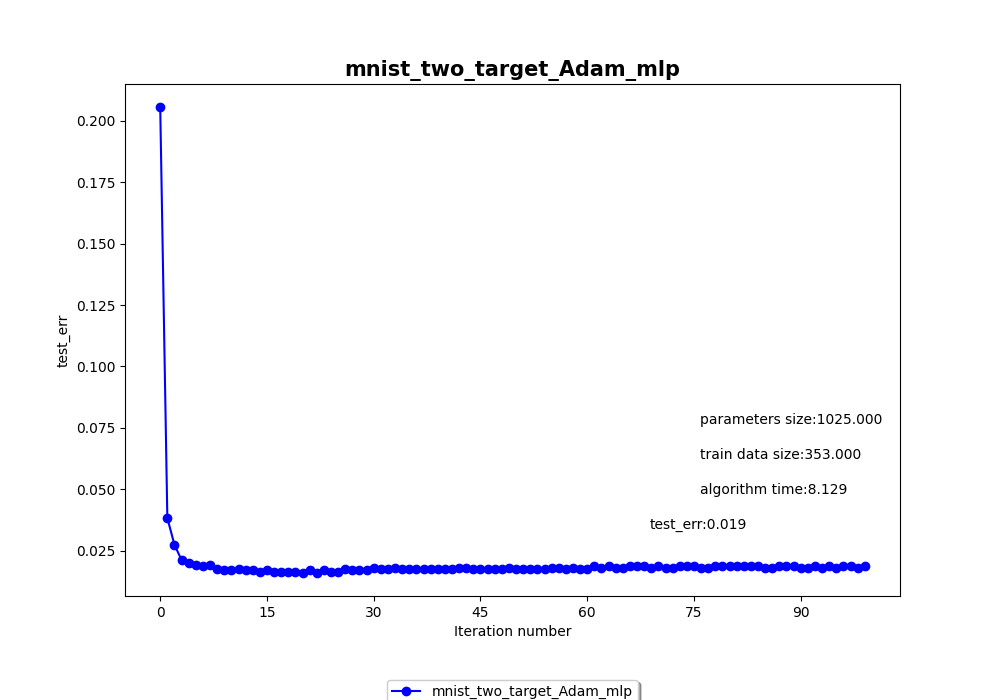 mnist_two_target_Adam_mlp
0.200
0.175
0.150
0.125
0.100
0.075
0.050
0.025
test_err
parameters size:1025.000
train data size:353.000
algorithm time:8.129
test_err:0.019
0 15 30 45 60 75 90
Iteration number
mnist_two_target_Adam_mlp